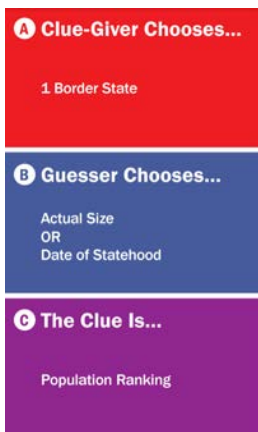 A Clue-Giver Chooses...
1 Border State
B Guesser Chooses...
Actual Size
OR
Date of Statehood
C The Clue Is...
Population Ranking